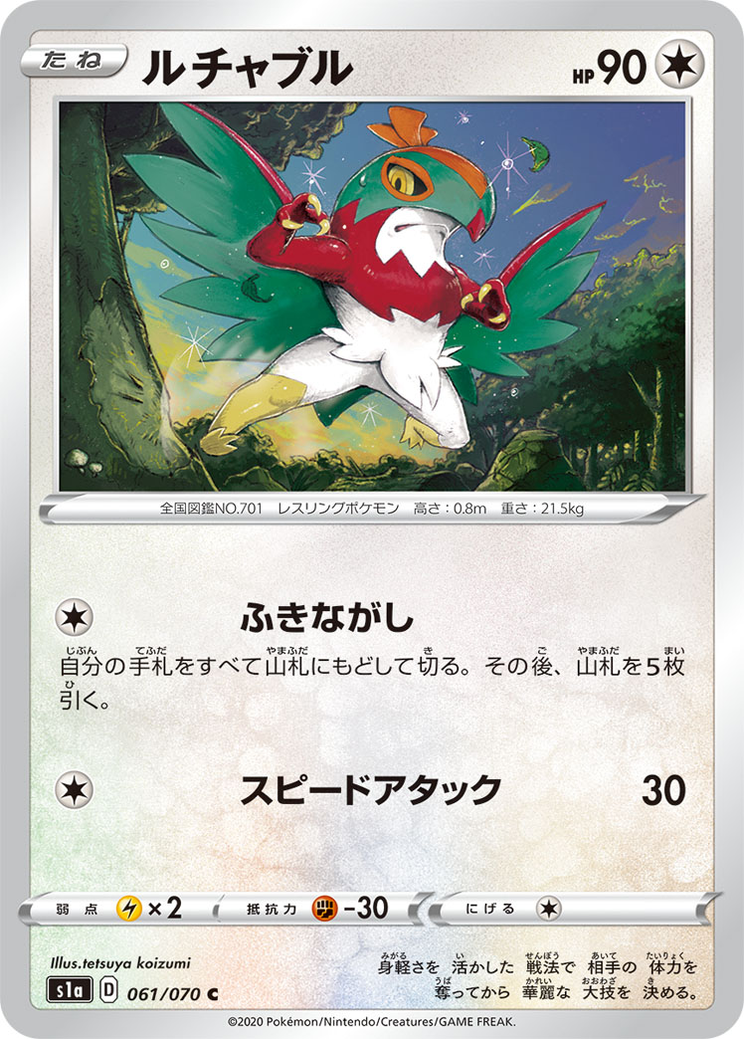 たね ルチャブル HP 90
全国図鑑NO.701 レスリングポケモン 高さ：0.8m 重さ：21.5kg
ふきながし
自分の手札をすべて山札にもどして切る。その後、山札を5枚
引く。
スピードアタック 30
弱点 ×2 抵抗力 -30 にげる
Illus.tetsuya koizumi
身軽さを 活かした 戦法で 相手の 体力を
奪ってから 華麗な 大技を 決める。
s1a D 061/070 C
©2020 Pokémon/Nintendo/Creatures/GAME FREAK.